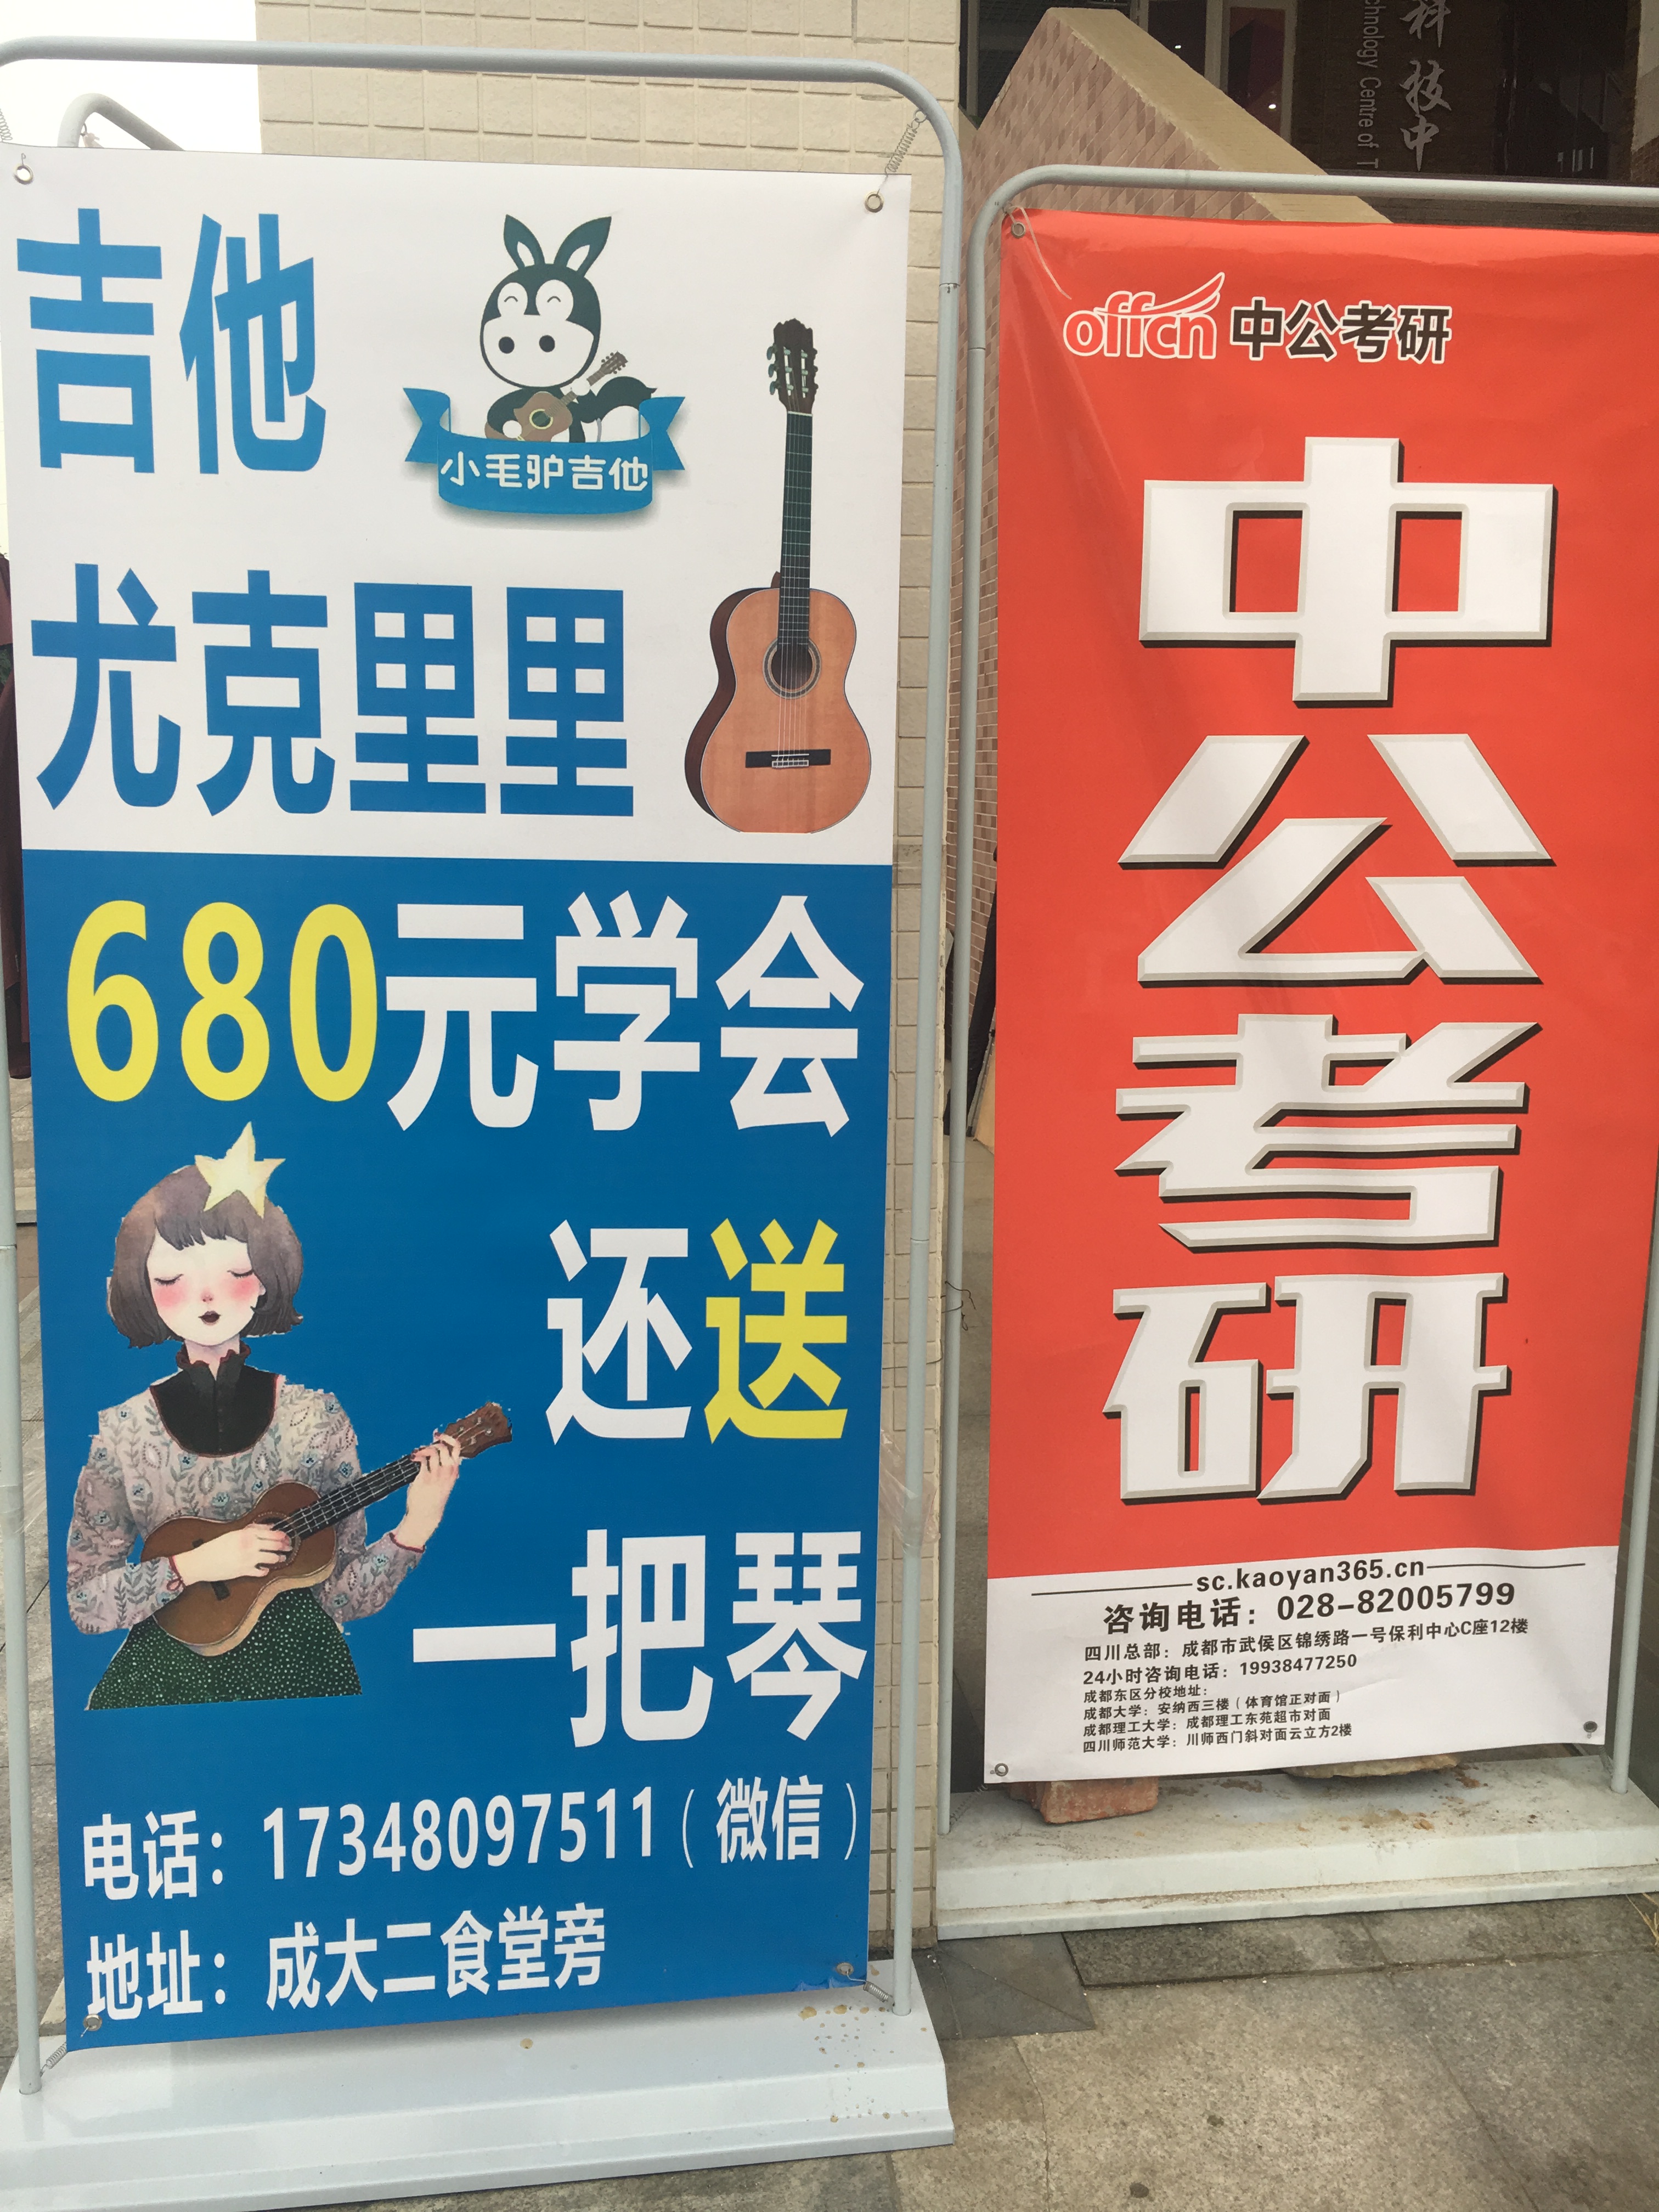 吉他
小毛驴吉他
尤克里里
680元学会
还送
一把琴
电话：17348097511（微信）
地址：成大二食堂旁
offcn 中公考研
中公考研
sc.kaoyan365.cn
咨询电话：028-82005799
四川总部：成都市武侯区锦绣路一号保利中心C座12楼
24小时咨询电话：19938477250
成都东区分校地址：
成都大学：安纳西三楼（体育馆正对面）
成都理工大学：成都理工东苑超市对面
四川师范大学：川师西门斜对面云立方2楼
科技中
chnology Centre of T